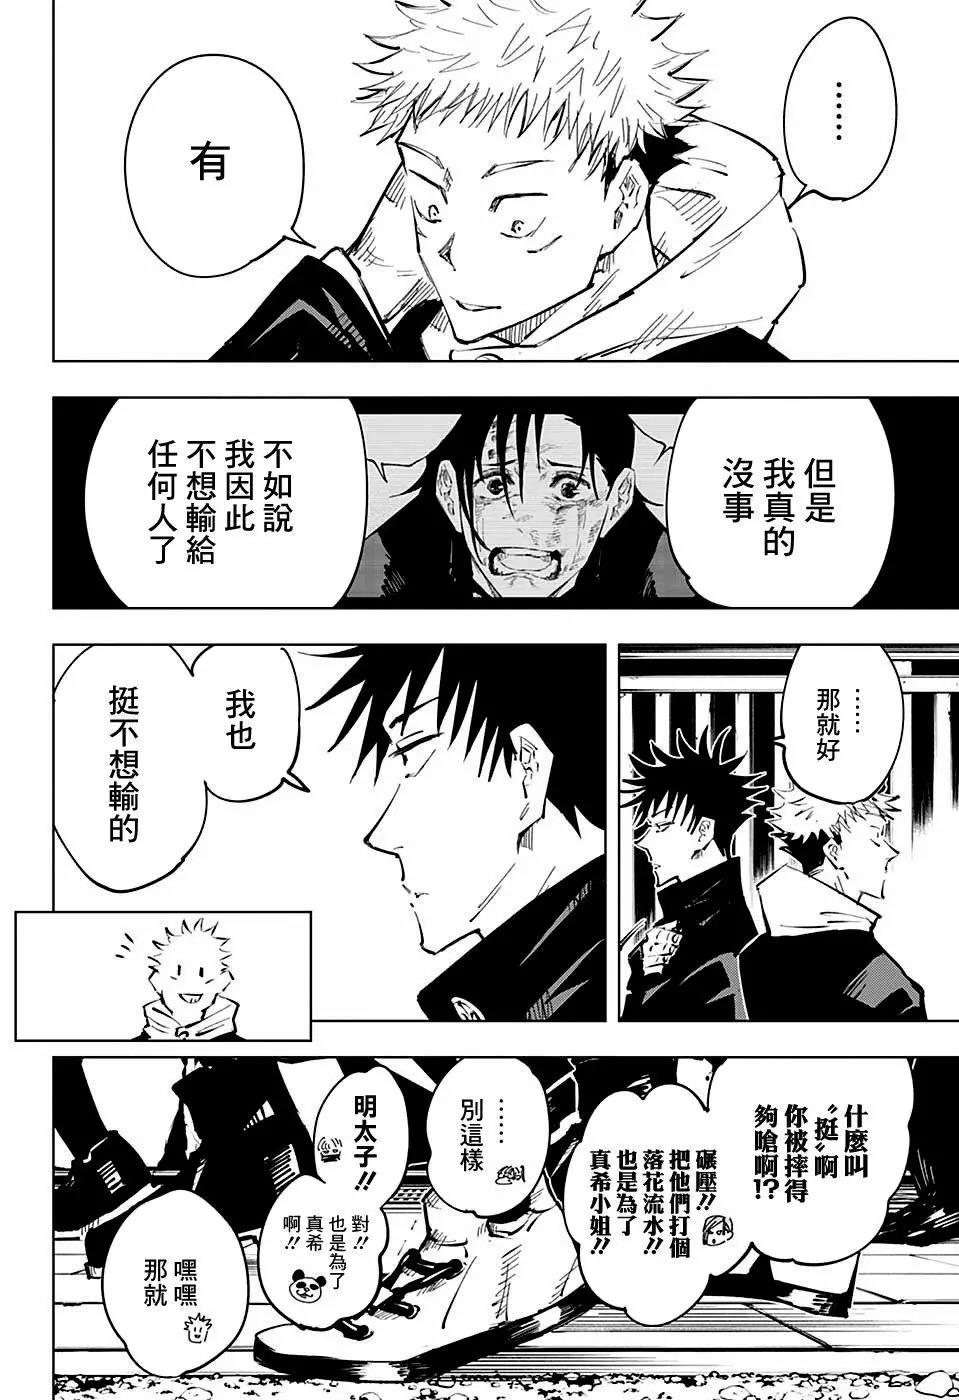 ……
有
但是
我真的
沒事
不如說
我因此
不想輸給
任何人了
……
那就好
我也
挺不想輸的
什麼叫
〝挺〞啊
你被摔得
夠嗆啊!?
碾壓!!
把他們打個
落花流水!!
也是為了
真希小姐!!
……
別這樣
明太子!!
對!!
也是為了
真希
啊!!
嘿嘿
那就